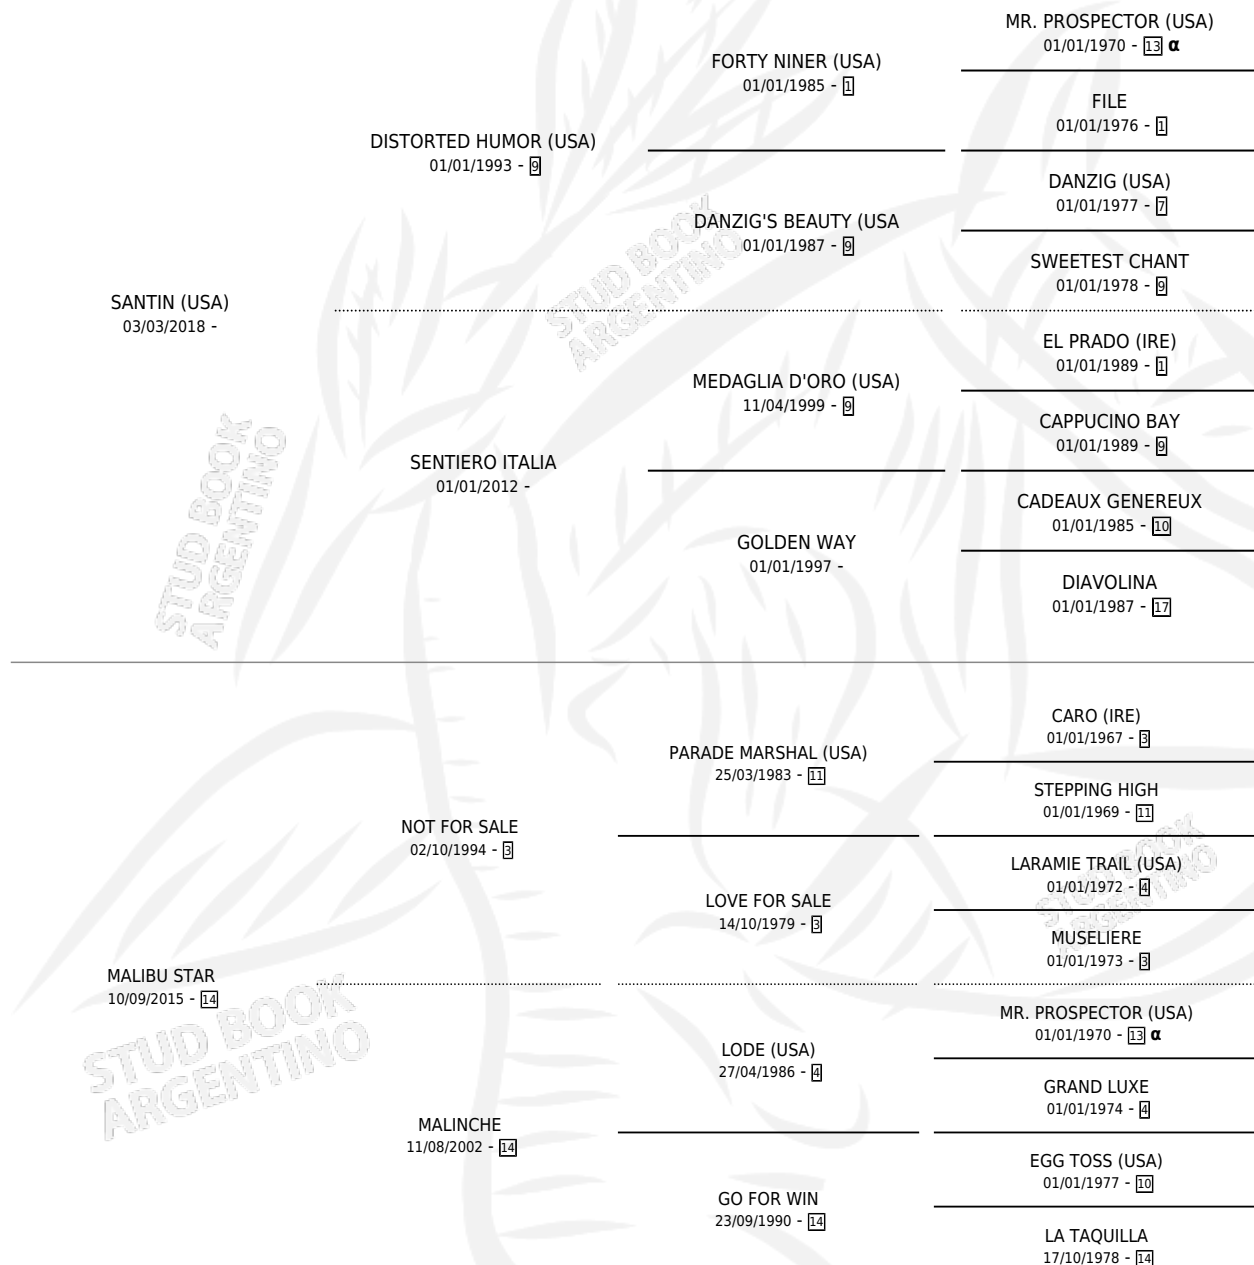 MR. PROSPECTOR (USA)
01/01/1970 - 13 α
FORTY NINER (USA)
01/01/1985 - 1
FILE
01/01/1976 - 1
DISTORTED HUMOR (USA)
01/01/1993 - 9
DANZIG (USA)
01/01/1977 - 7
DANZIG'S BEAUTY (USA
01/01/1987 - 9
SWEETEST CHANT
01/01/1978 - 9
SANTIN (USA)
03/03/2018 -
EL PRADO (IRE)
01/01/1989 - 1
MEDAGLIA D'ORO (USA)
11/04/1999 - 9
CAPPUCINO BAY
01/01/1989 - 9
SENTIERO ITALIA
01/01/2012 -
CADEAUX GENEREUX
01/01/1985 - 10
GOLDEN WAY
01/01/1997 -
DIAVOLINA
01/01/1987 - 17
CARO (IRE)
01/01/1967 - 3
PARADE MARSHAL (USA)
25/03/1983 - 11
STEPPING HIGH
01/01/1969 - 11
NOT FOR SALE
02/10/1994 - 3
LARAMIE TRAIL (USA)
01/01/1972 - 4
LOVE FOR SALE
14/10/1979 - 3
MUSELIERE
01/01/1973 - 3
MALIBU STAR
10/09/2015 - 14
MR. PROSPECTOR (USA)
01/01/1970 - 13 α
LODE (USA)
27/04/1986 - 4
GRAND LUXE
01/01/1974 - 4
MALINCHE
11/08/2002 - 14
EGG TOSS (USA)
01/01/1977 - 10
GO FOR WIN
23/09/1990 - 14
LA TAQUILLA
17/10/1978 - 14
STUD BOOK
ARGENTINO
STUD BOOK
ARGENTINO
STUD BOOK
ARGENTINO
STUD BOOK
ARGENTINO